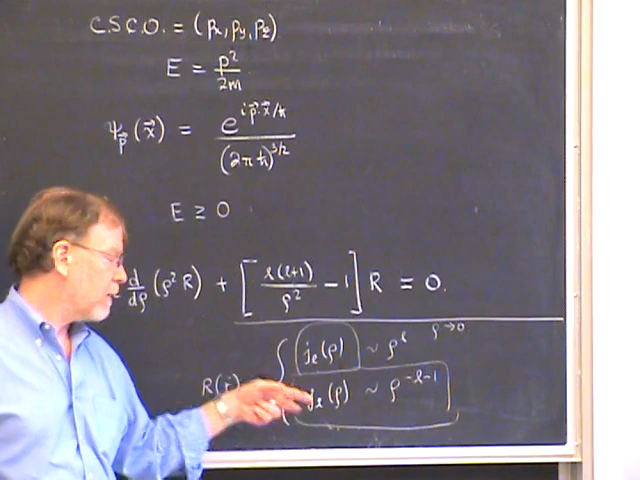 C.S.C.O. = (px, py, pz)
E = p²/2m
ψp⃗(x⃗) = e^{ip⃗·x⃗/ħ}/(2πħ)^{3/2}
E ≥ 0
d/dρ (ρ² R) + [ℓ(ℓ+1)/ρ² − 1] R = 0.
jℓ(ρ) ~ ρ^ℓ ρ→0
R(r)
ℓ(ρ) ~ ρ^{−ℓ−1}